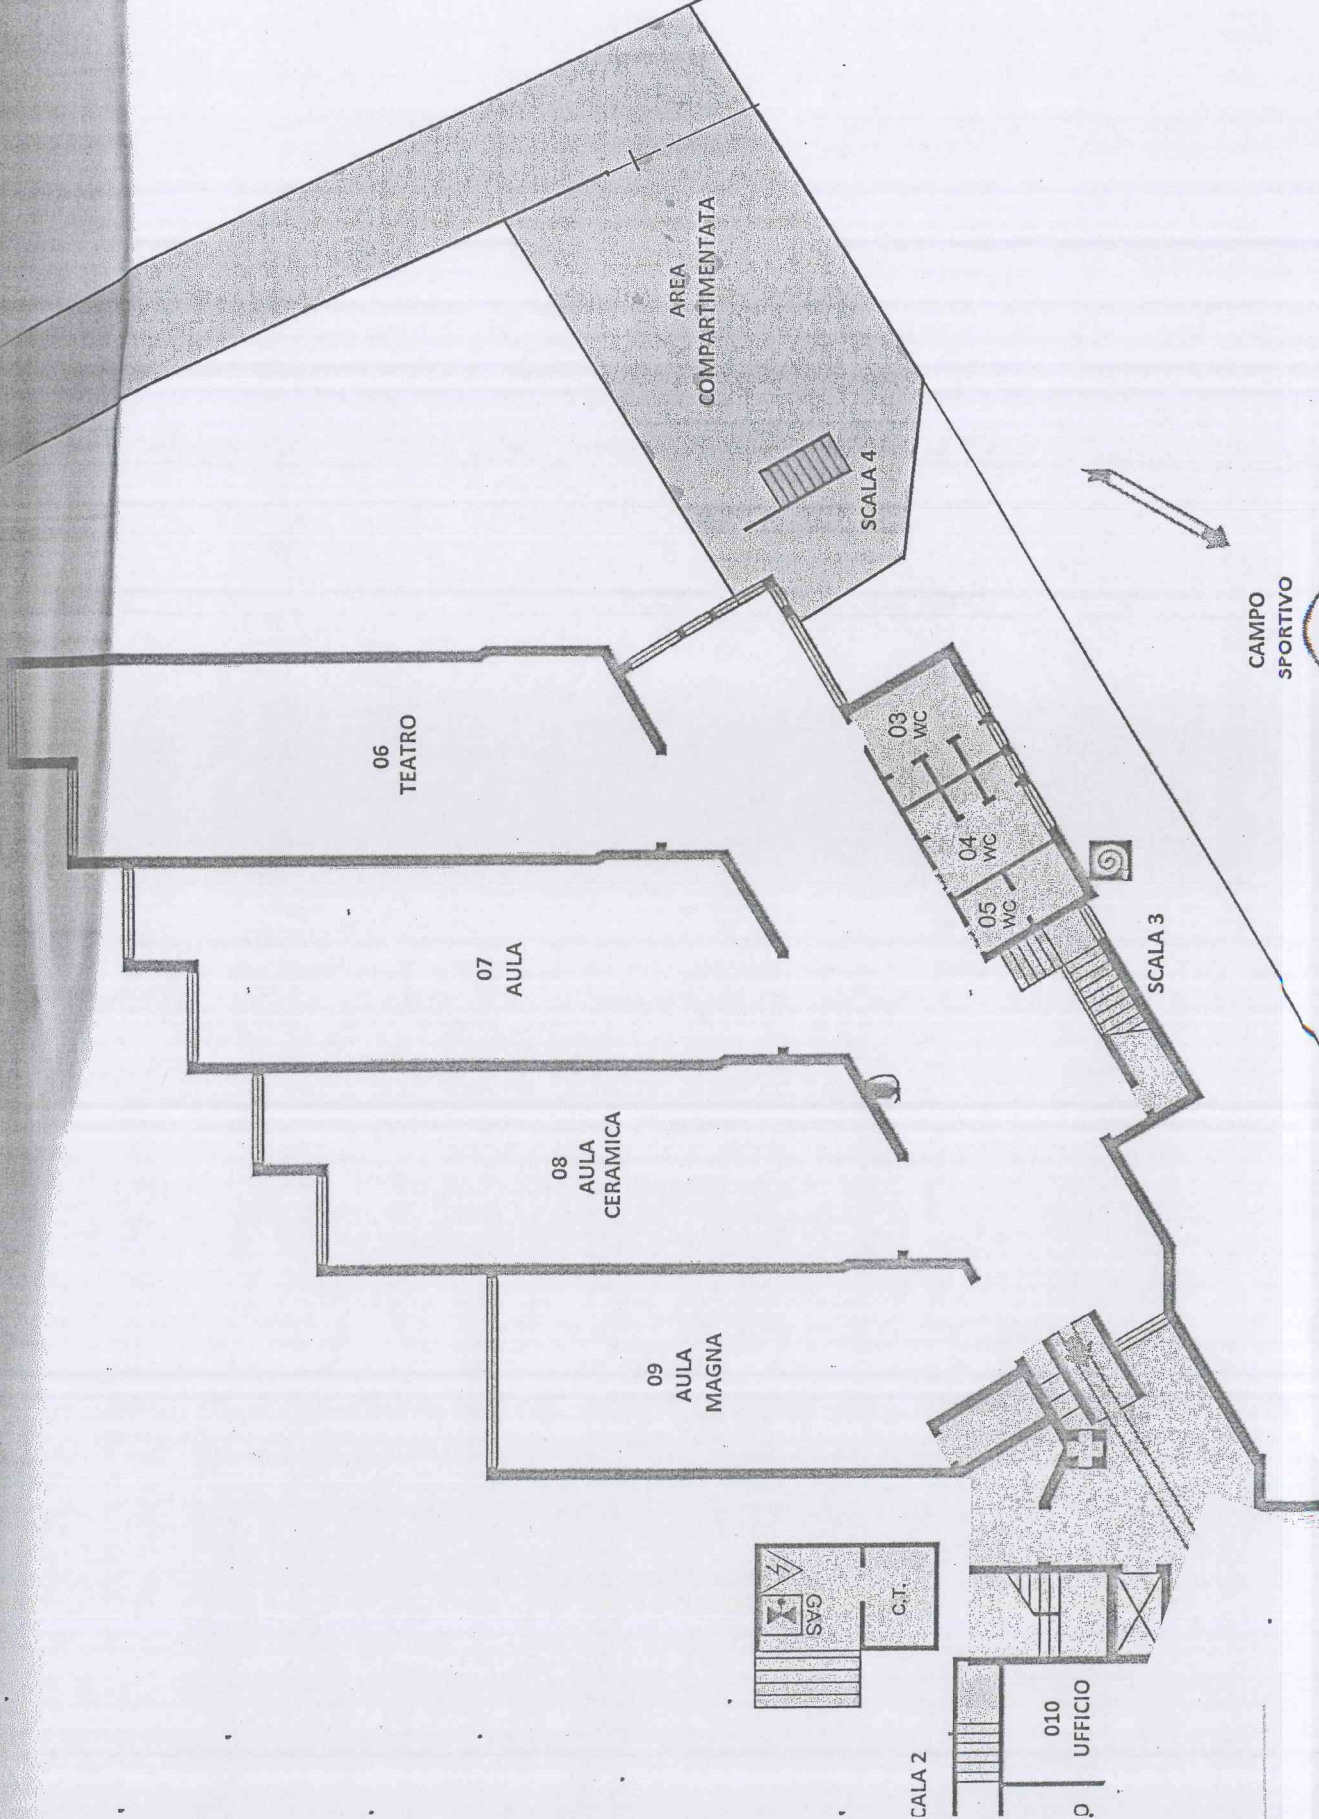 AREA
COMPARTIMENTATA
SCALA 4
CAMPO
SPORTIVO
06
TEATRO
03
WC
04
WC
05
WC
07
AULA
SCALA 3
08
AULA
CERAMICA
09
AULA
MAGNA
GAS
C.T.
CALA 2
010
UFFICIO
O